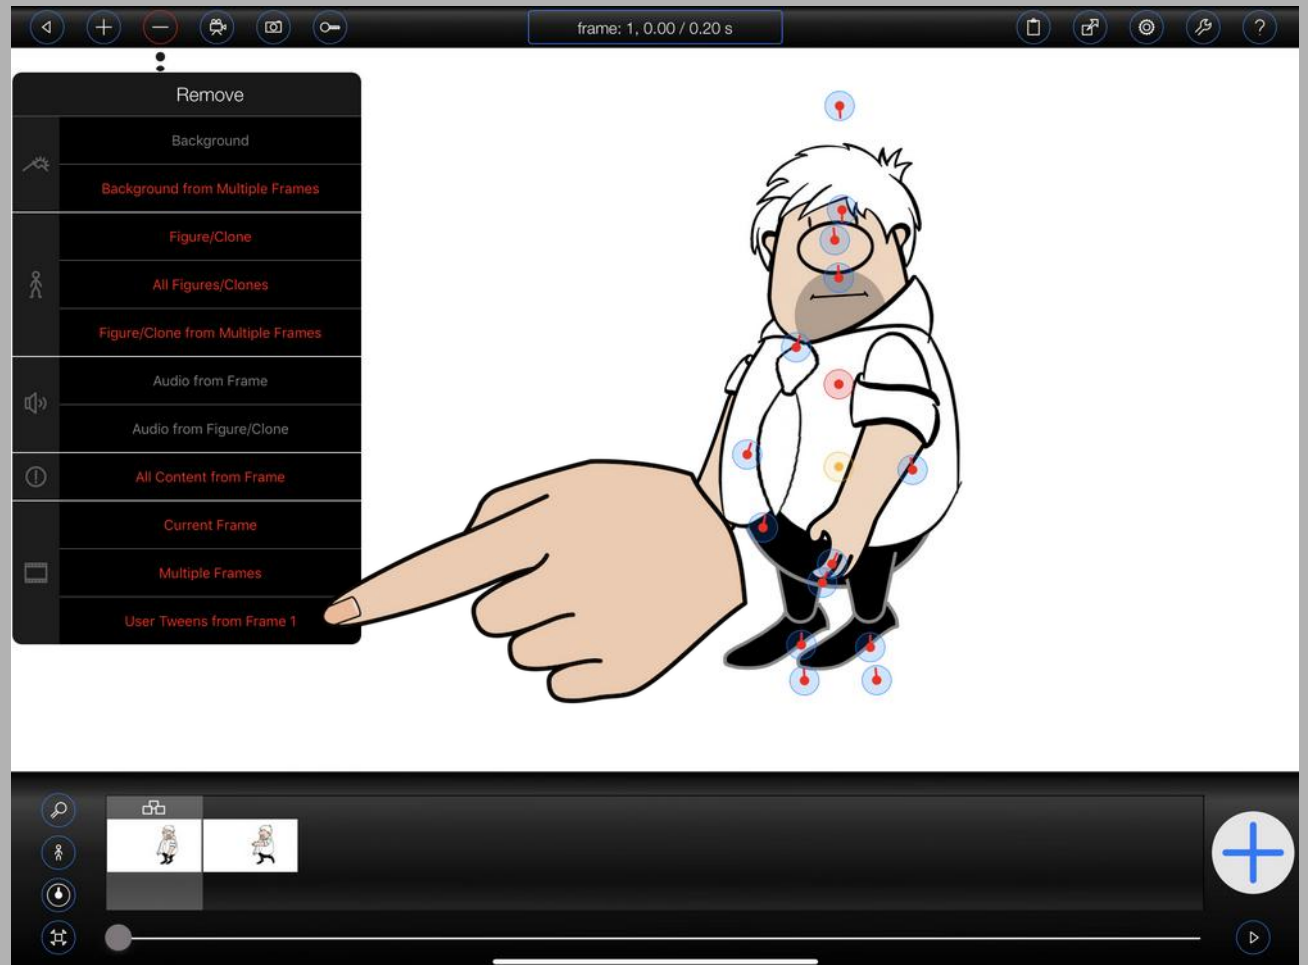 frame: 1, 0.00 / 0.20 s
?
Remove
Background
Background from Multiple Frames
Figure/Clone
All Figures/Clones
Figure/Clone from Multiple Frames
Audio from Frame
Audio from Figure/Clone
All Content from Frame
Current Frame
Multiple Frames
User Tweens from Frame 1